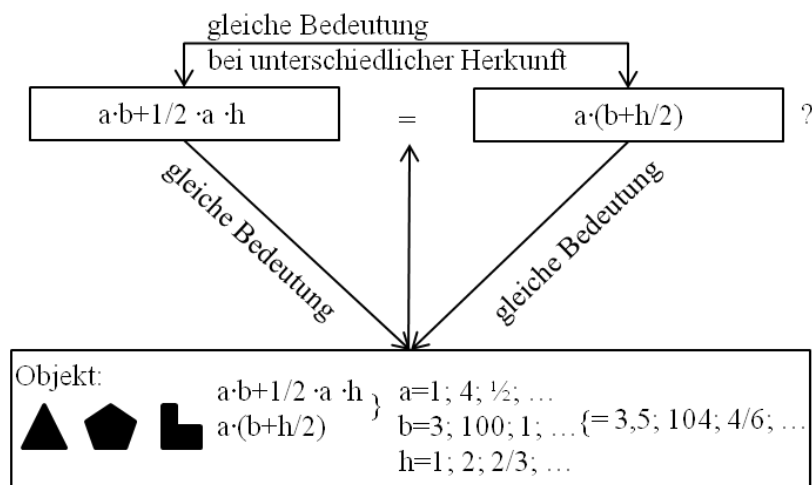 gleiche Bedeutung
bei unterschiedlicher Herkunft
a·b+1/2 ·a ·h = a·(b+h/2) ?
gleiche Bedeutung
gleiche Bedeutung
Objekt:
a·b+1/2 ·a ·h } a=1; 4; ½; …
a·(b+h/2) b=3; 100; 1; … {= 3,5; 104; 4/6; …
h=1; 2; 2/3; …